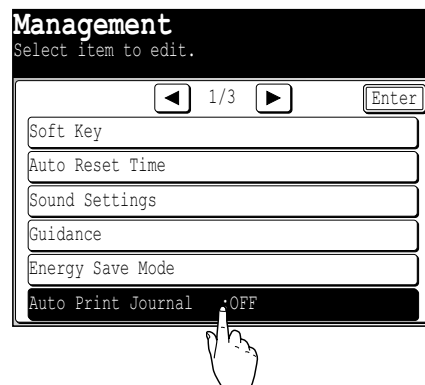 Management
Select item to edit.
◀ 1/3 ▶ Enter
Soft Key
Auto Reset Time
Sound Settings
Guidance
Energy Save Mode
Auto Print Journal :OFF